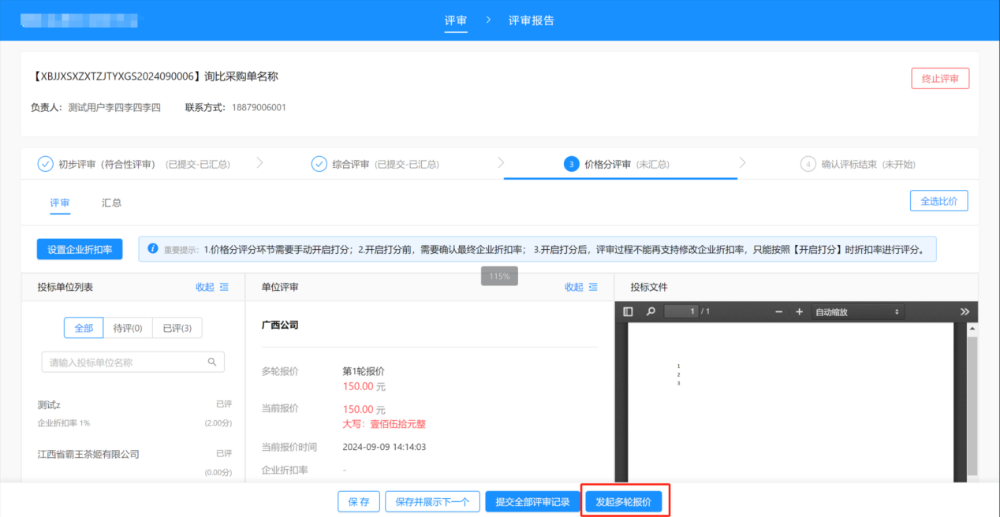 评审 评审报告
【XBJJXSXZXTZJTYXGS2024090006】询比采购单名称
终止评审
负责人： 测试用户李四李四李四 联系方式： 18879006001
初步评审（符合性评审） (已提交-已汇总) 综合评审 (已提交-已汇总) 3 价格分评审 (未汇总) 4 确认评标结束 (未开始)
评审 汇总 全选比价
设置企业折扣率 重要提示： 1.价格评分环节需要手动开启打分； 2.开启打分前，需要确认最终企业折扣率； 3.开启打分后，评审过程不能再支持修改企业折扣率，只能按照【开启打分】时折扣率进行评分。
115%
投标单位列表 收起 单位评审 收起 投标文件
全部 待评(0) 已评(3)
请输入投标单位名称
测试z 已评
企业折扣率 1% (2.00分)
江西省霸王茶姬有限公司 已评
(0.00分)
广西公司
多轮报价 第1轮报价
150.00 元
当前报价 150.00 元
大写：壹佰伍拾元整
当前报价时间 2024-09-09 14:14:03
企业折扣率 -
1 / 1 自动缩放
1
2
3
保 存 保存并展示下一个 提交全部评审记录 发起多轮报价